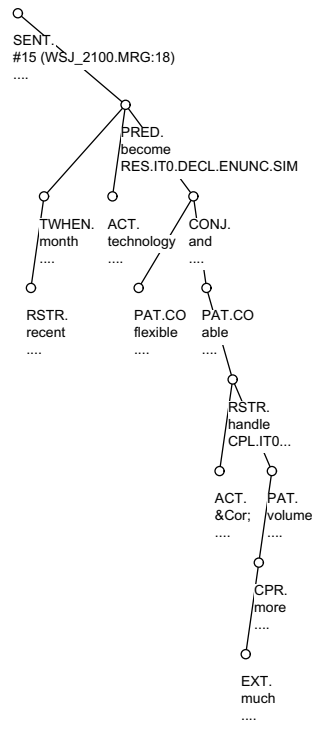 SENT.
#15 (WSJ_2100.MRG:18)
....
PRED.
become
RES.IT0.DECL.ENUNC.SIM
TWHEN.
month
....
ACT.
technology
....
CONJ.
and
....
RSTR.
recent
....
PAT.CO
flexible
....
PAT.CO
able
....
RSTR.
handle
CPL.IT0...
ACT.
&Cor;
....
PAT.
volume
....
CPR.
more
....
EXT.
much
....